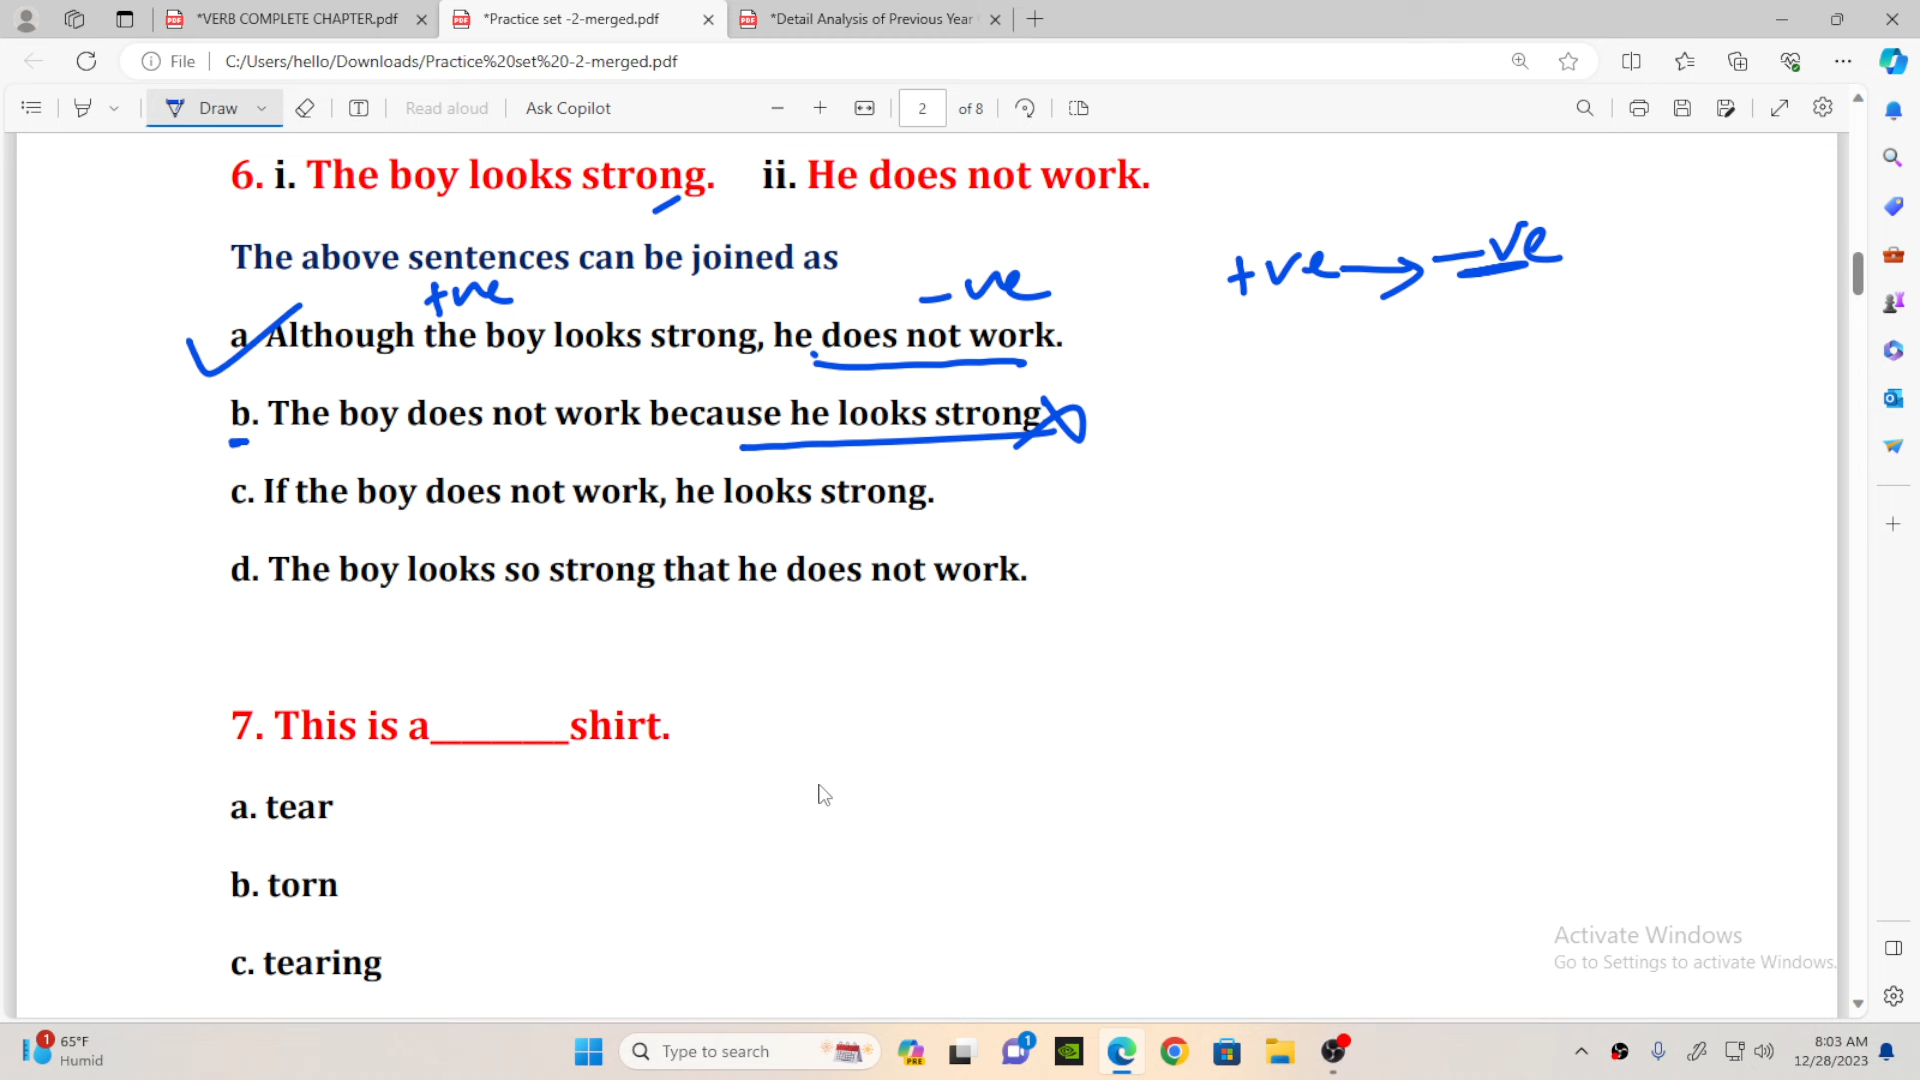 *VERB COMPLETE CHAPTER.pdf
*Practice set -2-merged.pdf
*Detail Analysis of Previous Year
File
C:/Users/hello/Downloads/Practice%20set%20-2-merged.pdf
Draw
Read aloud
Ask Copilot
2
of 8
6. i. The boy looks strong. ii. He does not work.
The above sentences can be joined as
+ve → -ve
+ve
-ve
a. Although the boy looks strong, he does not work.
b. The boy does not work because he looks strong
c. If the boy does not work, he looks strong.
d. The boy looks so strong that he does not work.
7. This is a_________shirt.
a. tear
b. torn
c. tearing
Activate Windows
Go to Settings to activate Windows.
1
65°F
Humid
Type to search
PRE
1
8:03 AM
12/28/2023